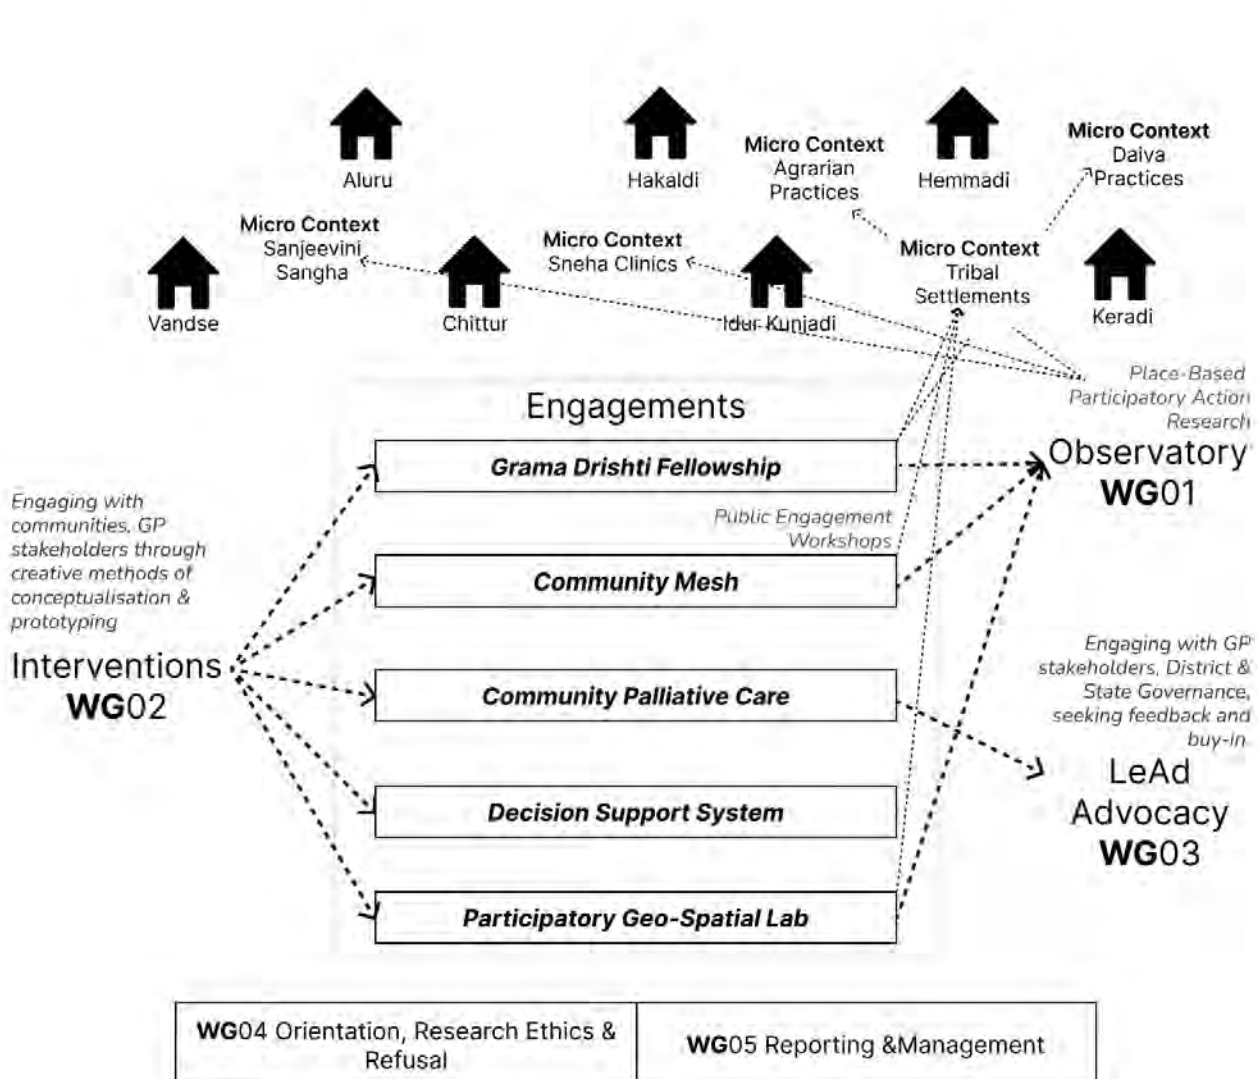 Aluru
Hakaldi
Micro Context
Agrarian
Practices
Hemmadi
Micro Context
Daiva
Practices
Vandse
Micro Context
Sanjeevini
Sangha
Chittur
Micro Context
Sneha Clinics
Idur Kunjadi
Micro Context
Tribal
Settlements
Keradi
Engagements
Grama Drishti Fellowship
Public Engagement
Workshops
Community Mesh
Community Palliative Care
Decision Support System
Participatory Geo-Spatial Lab
Engaging with
communities, GP
stakeholders through
creative methods of
conceptualisation &
prototyping
Interventions
WG02
Place-Based
Participatory Action
Research
Observatory
WG01
Engaging with GP
stakeholders, District &
State Governance,
seeking feedback and
buy-in.
LeAd
Advocacy
WG03
WG04 Orientation, Research Ethics &
Refusal
WG05 Reporting &Management